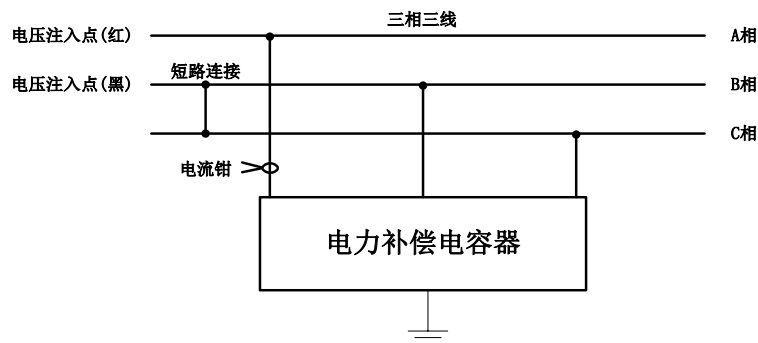 三相三线
电压注入点(红)
A相
短路连接
电压注入点(黑)
B相
C相
电流钳
电力补偿电容器